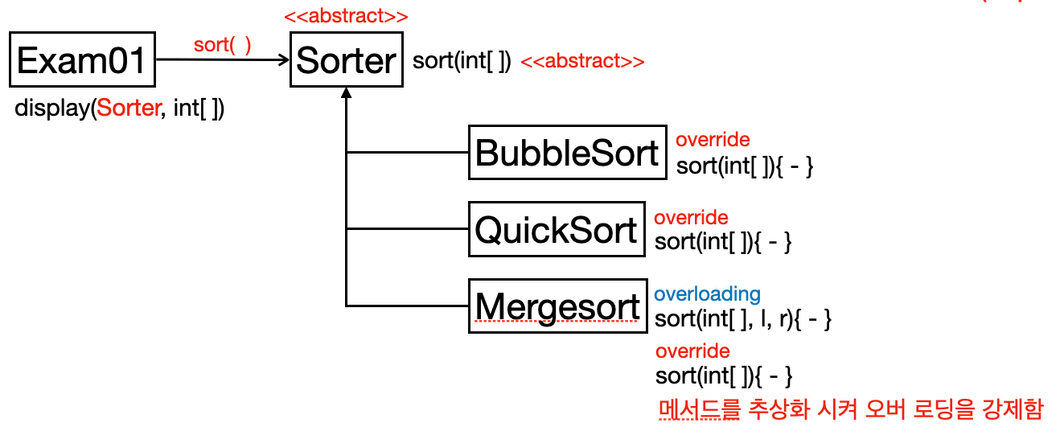 <<abstract>>
Exam01
sort( )
Sorter
sort(int[ ]) <<abstract>>
display(Sorter, int[ ])
BubbleSort
override
sort(int[ ]){ - }
QuickSort
override
sort(int[ ]){ - }
Mergesort
overloading
sort(int[ ], l, r){ - }
override
sort(int[ ]){ - }
메서드를 추상화 시켜 오버 로딩을 강제함